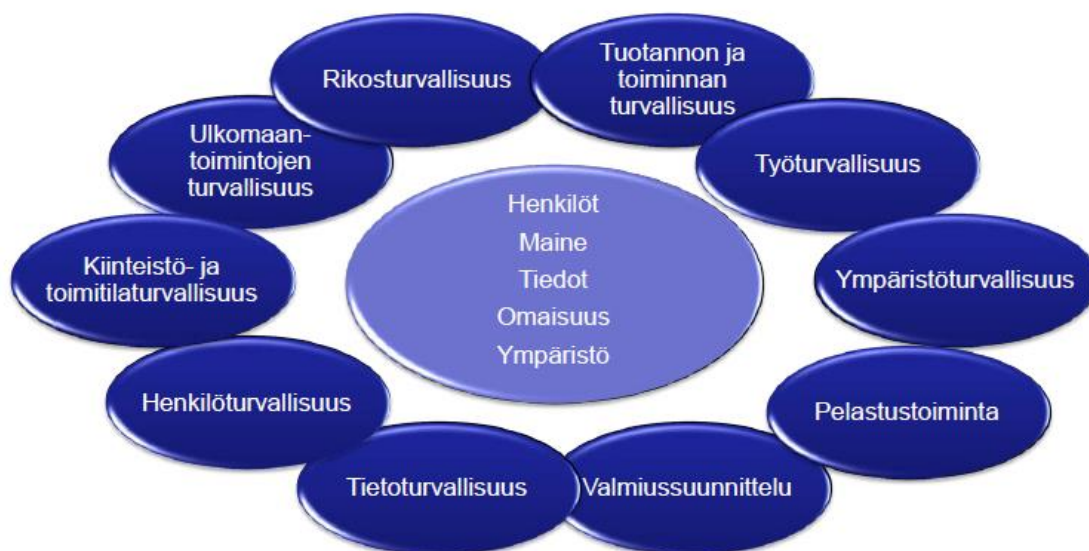 Rikosturvallisuus
Tuotannon ja
toiminnan
turvallisuus
Ulkomaan-
toimintojen
turvallisuus
Työturvallisuus
Henkilöt
Maine
Tiedot
Omaisuus
Ympäristö
Kiinteistö- ja
toimitilaturvallisuus
Ympäristöturvallisuus
Henkilöturvallisuus
Pelastustoiminta
Tietoturvallisuus
Valmiussuunnittelu